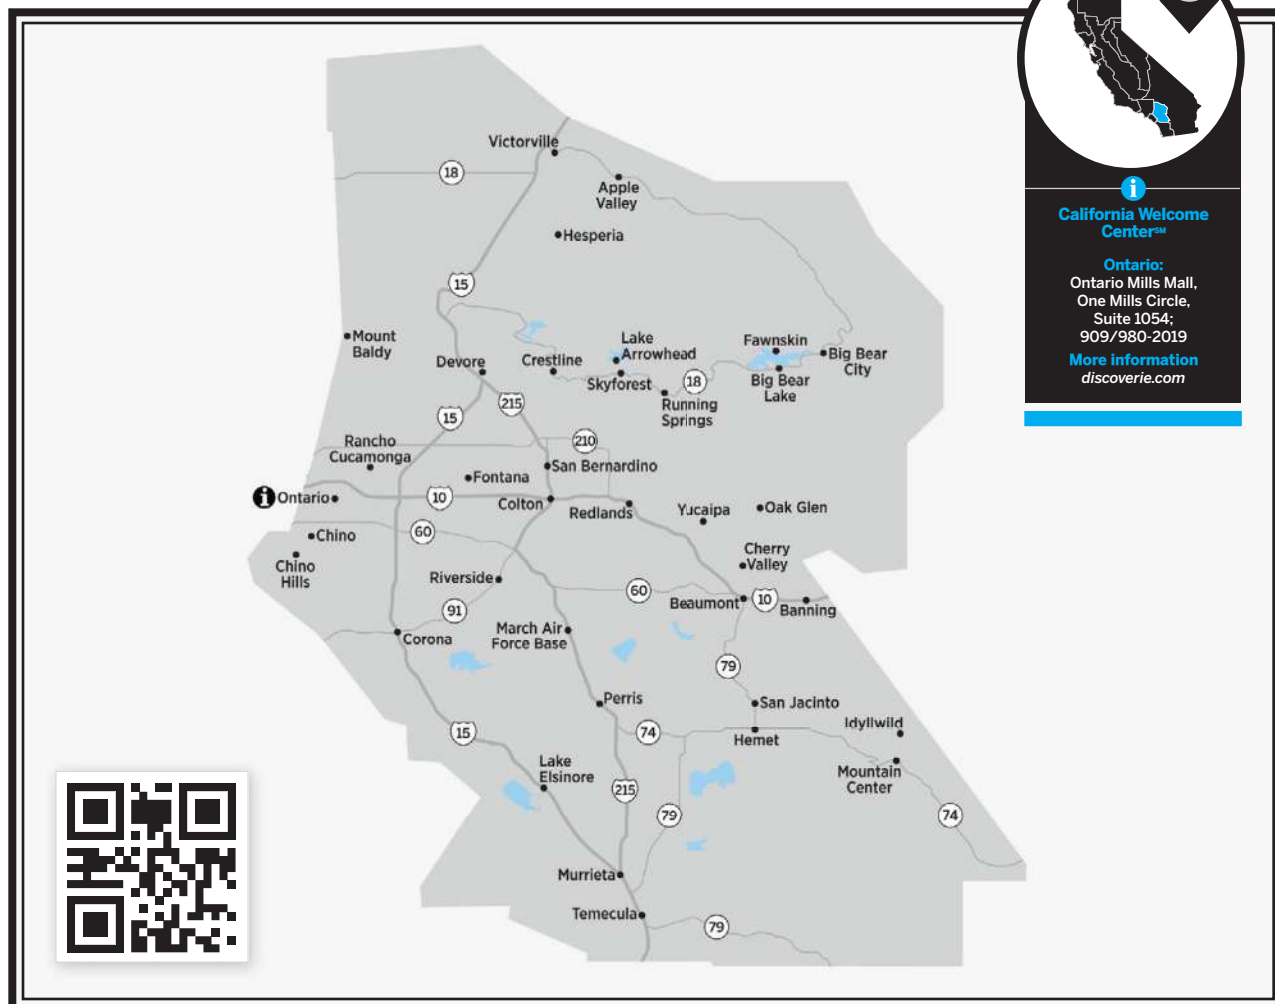 Victorville
18
Apple
Valley
Hesperia
15
Mount
Baldy
Devore
Crestline
Lake
Arrowhead
Skyforest
Fawnskin
Big Bear
City
Big Bear
Lake
18
Running
Springs
15
215
Rancho
Cucamonga
210
San Bernardino
Fontana
i Ontario
10
Colton
Redlands
Yucaipa
Oak Glen
Chino
60
Chino
Hills
Cherry
Valley
Riverside
60
Beaumont
10
Banning
91
Corona
March Air
Force Base
79
Perris
San Jacinto
15
74
Hemet
Idyllwild
Lake
Elsinore
Mountain
Center
215
79
74
Murrieta
Temecula
79
i
California Welcome
Center℠
Ontario:
Ontario Mills Mall,
One Mills Circle,
Suite 1054;
909/980-2019
More information
discoverie.com